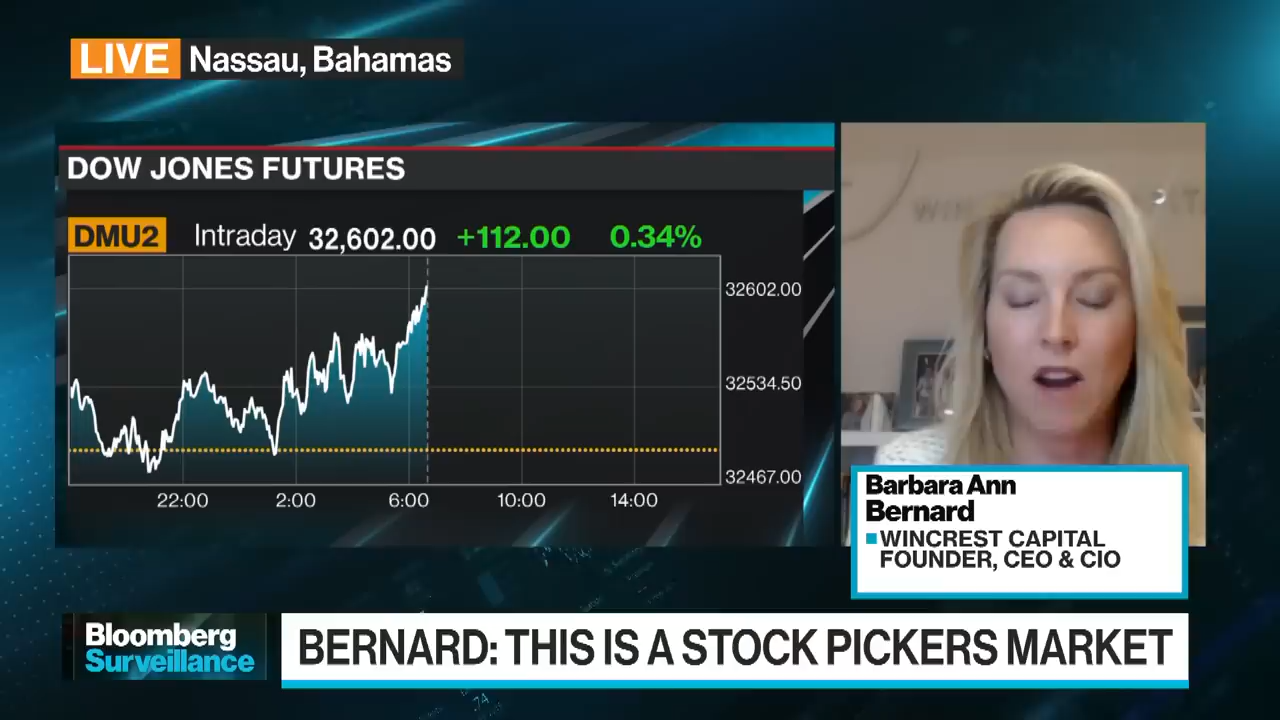 LIVE Nassau, Bahamas
DOW JONES FUTURES
DMU2 Intraday 32,602.00 +112.00 0.34%
32602.00
32534.50
32467.00
22:00 2:00 6:00 10:00 14:00
Barbara Ann
Bernard
WINCREST CAPITAL
FOUNDER, CEO & CIO
Bloomberg
Surveillance
BERNARD: THIS IS A STOCK PICKERS MARKET